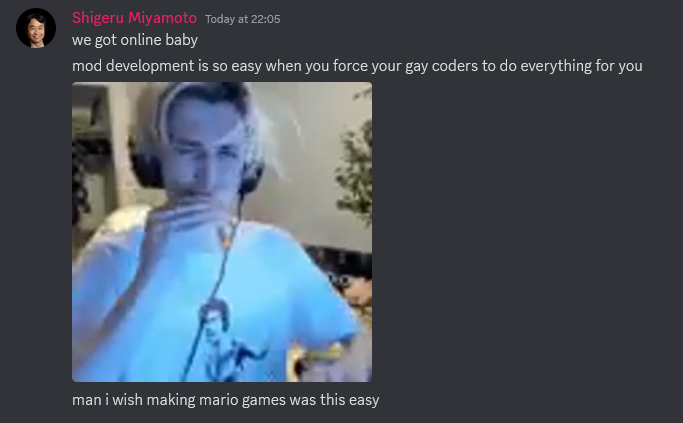 Shigeru Miyamoto Today at 22:05
we got online baby
mod development is so easy when you force your gay coders to do everything for you
man i wish making mario games was this easy